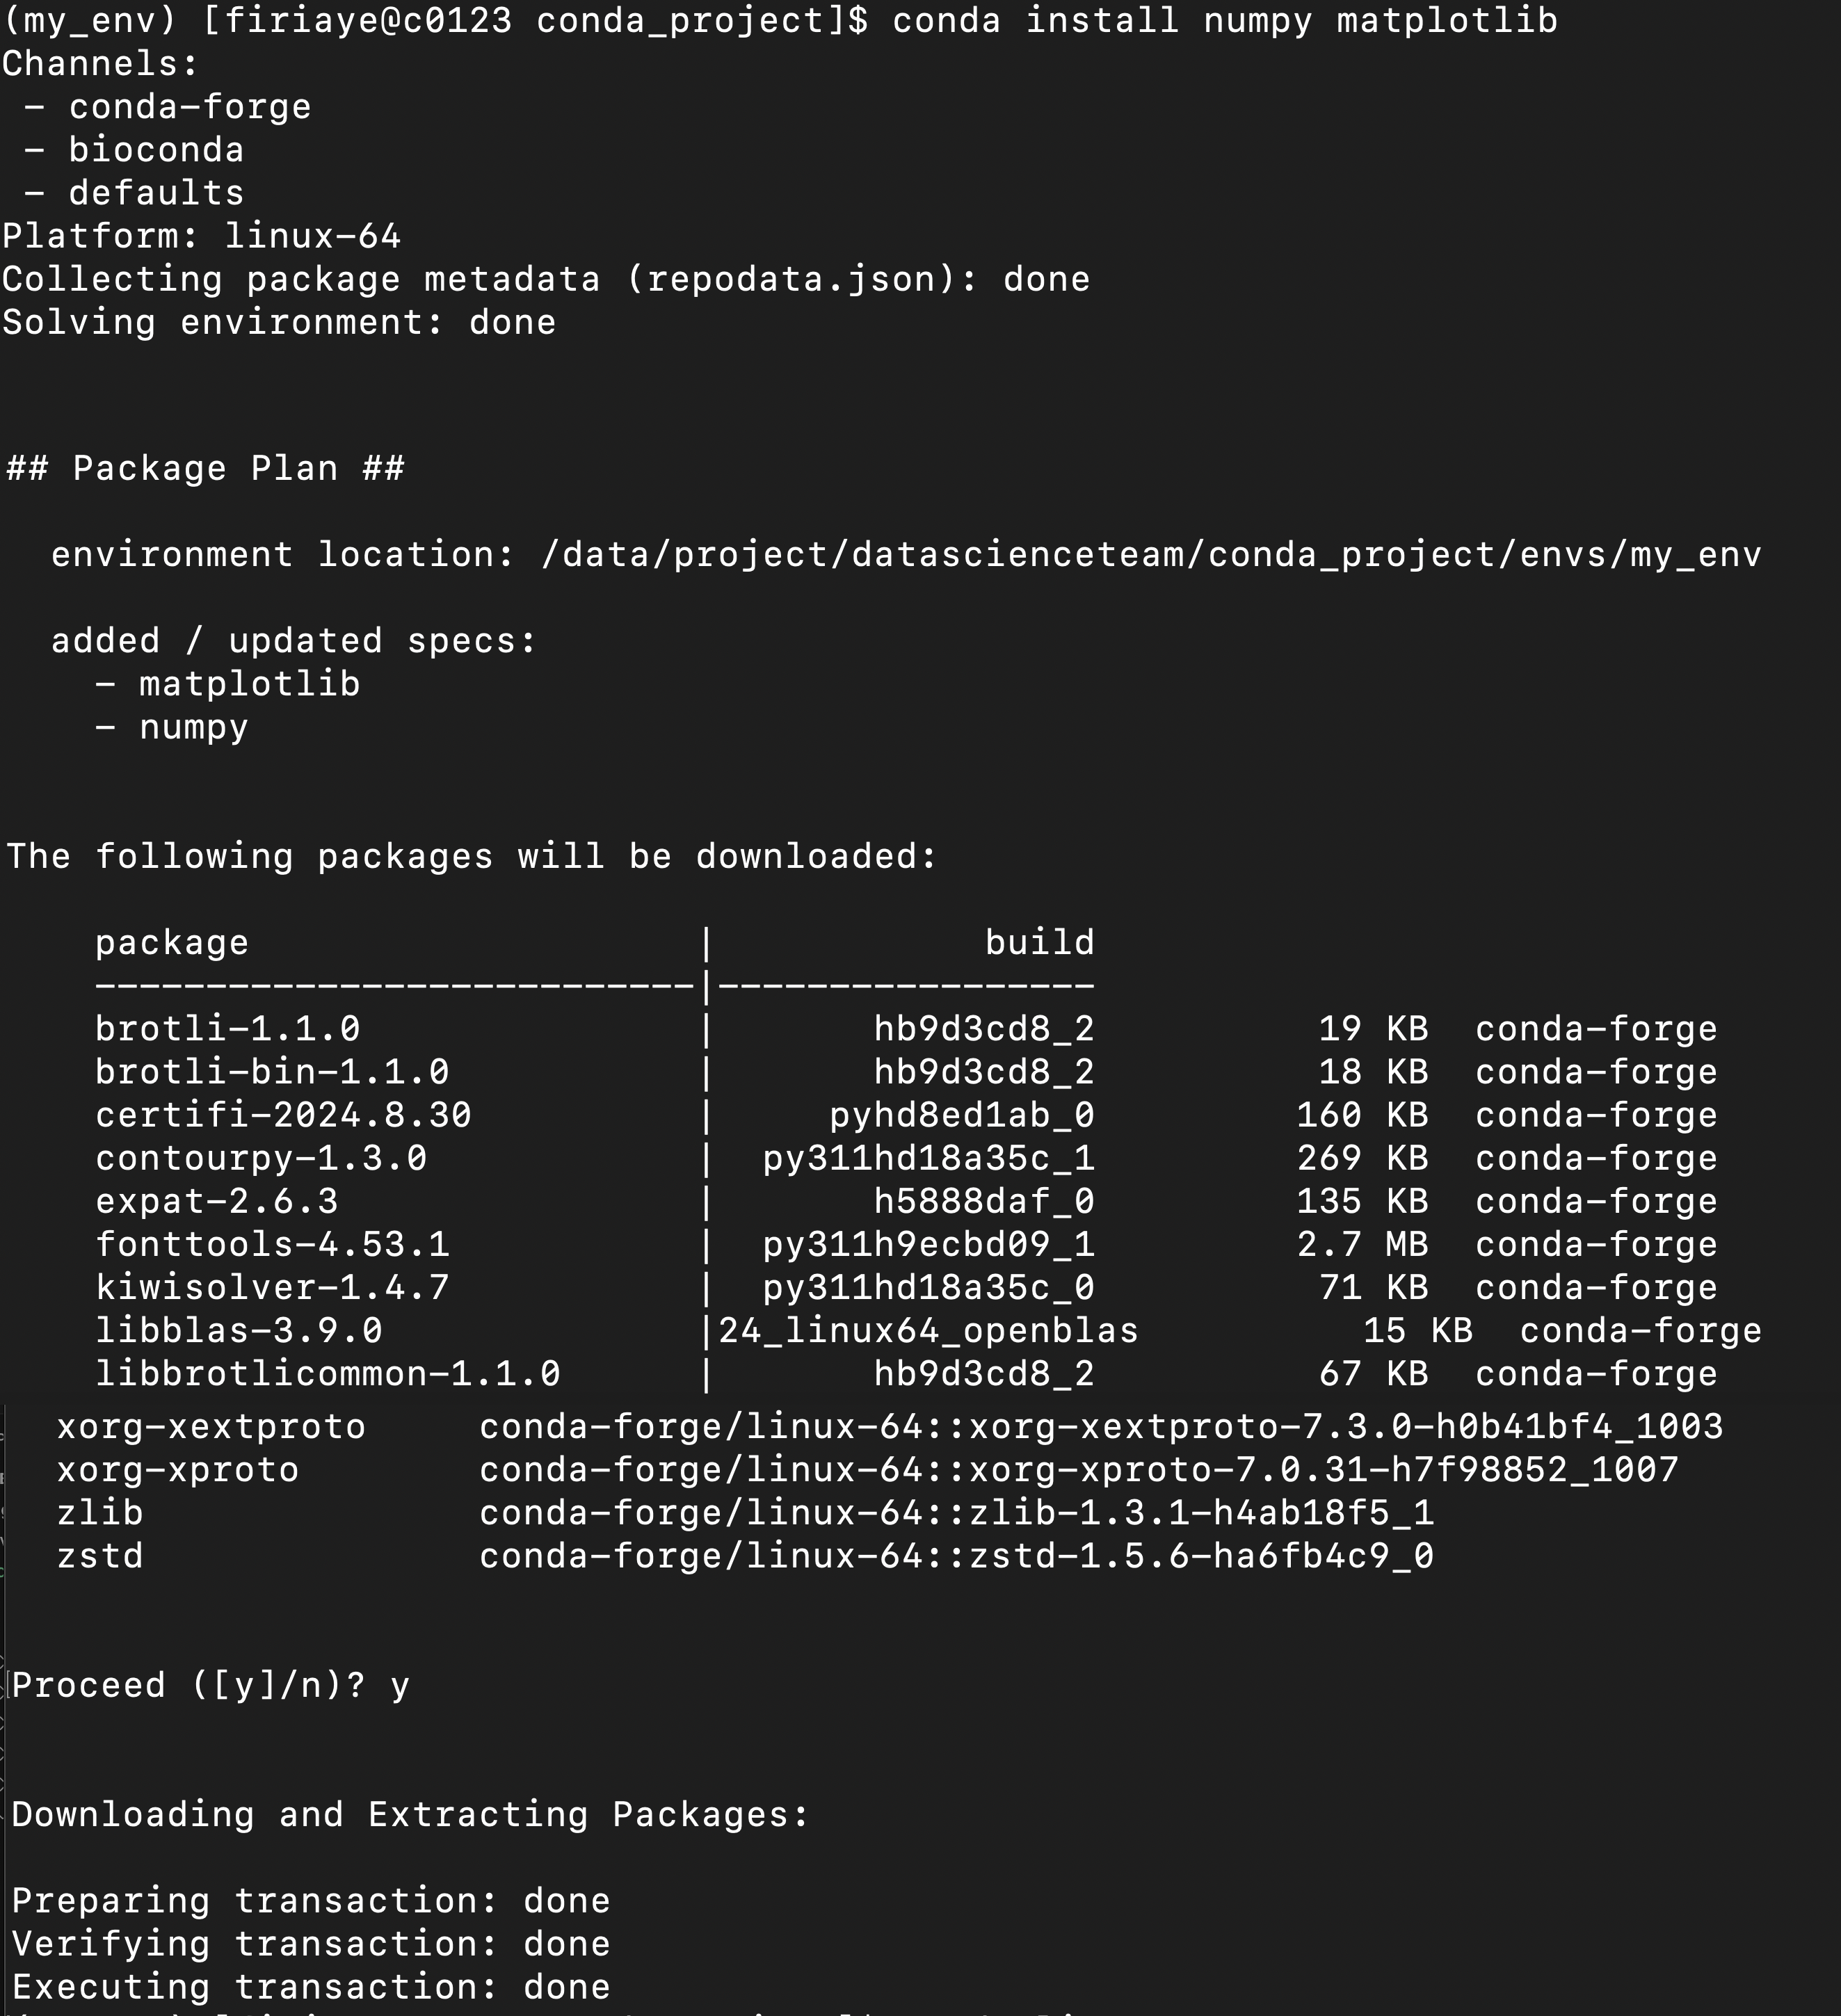 (my_env) [firiaye@c0123 conda_project]$ conda install numpy matplotlib
Channels:
 - conda-forge
 - bioconda
 - defaults
Platform: linux-64
Collecting package metadata (repodata.json): done
Solving environment: done
## Package Plan ##
  environment location: /data/project/datascienceteam/conda_project/envs/my_env
  added / updated specs:
    - matplotlib
    - numpy
The following packages will be downloaded:
    package                    |            build
    ---------------------------|-----------------
    brotli-1.1.0               |       hb9d3cd8_2          19 KB  conda-forge
    brotli-bin-1.1.0           |       hb9d3cd8_2          18 KB  conda-forge
    certifi-2024.8.30          |     pyhd8ed1ab_0         160 KB  conda-forge
    contourpy-1.3.0            |  py311hd18a35c_1         269 KB  conda-forge
    expat-2.6.3                |       h5888daf_0         135 KB  conda-forge
    fonttools-4.53.1           |  py311h9ecbd09_1         2.7 MB  conda-forge
    kiwisolver-1.4.7           |  py311hd18a35c_0          71 KB  conda-forge
    libblas-3.9.0              |24_linux64_openblas          15 KB  conda-forge
    libbrotlicommon-1.1.0      |       hb9d3cd8_2          67 KB  conda-forge
  xorg-xextproto     conda-forge/linux-64::xorg-xextproto-7.3.0-h0b41bf4_1003
  xorg-xproto        conda-forge/linux-64::xorg-xproto-7.0.31-h7f98852_1007
  zlib               conda-forge/linux-64::zlib-1.3.1-h4ab18f5_1
  zstd               conda-forge/linux-64::zstd-1.5.6-ha6fb4c9_0
Proceed ([y]/n)? y
Downloading and Extracting Packages:
Preparing transaction: done
Verifying transaction: done
Executing transaction: done